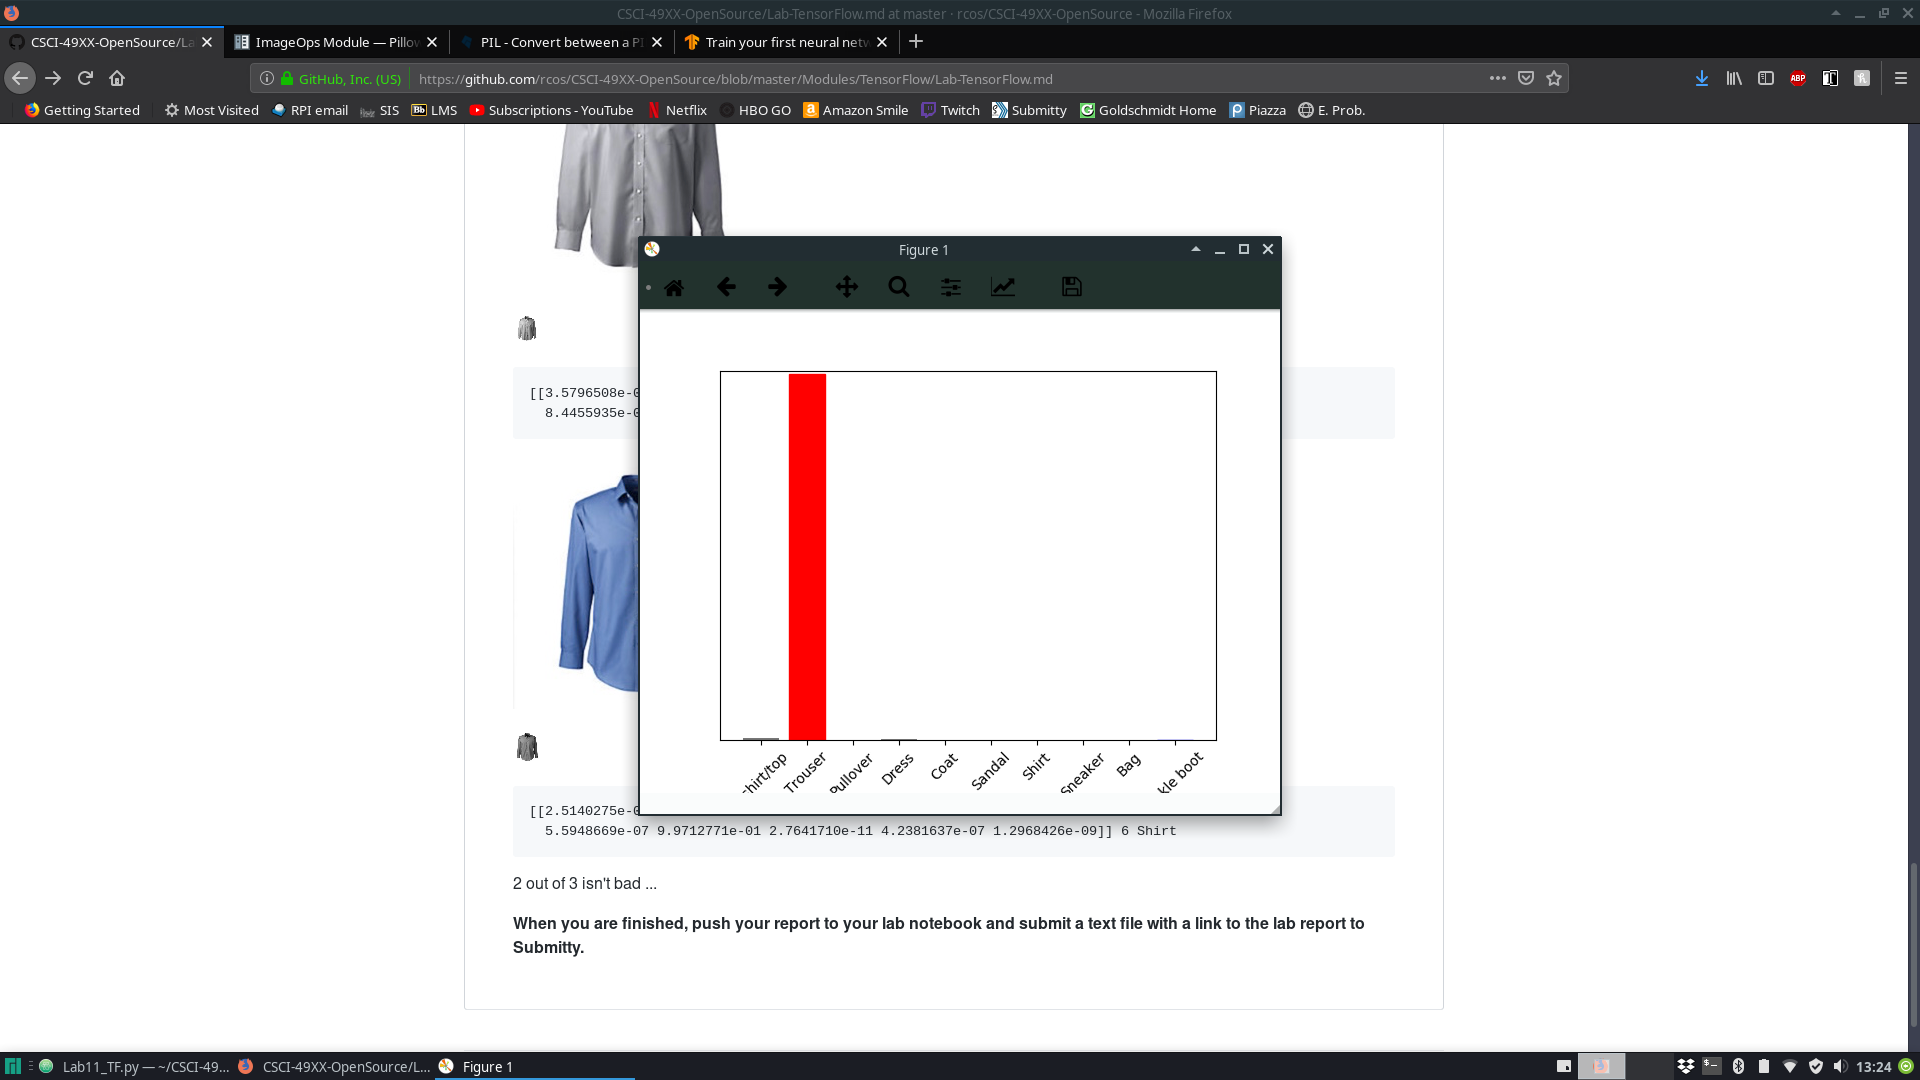 CSCI-49XX-OpenSource/Lab-TensorFlow.md at master · rcos/CSCI-49XX-OpenSource - Mozilla Firefox
CSCI-49XX-OpenSource/La
ImageOps Module — Pillow
PIL - Convert between a PI
Train your first neural netw
GitHub, Inc. (US)
https://github.com/rcos/CSCI-49XX-OpenSource/blob/master/Modules/TensorFlow/Lab-TensorFlow.md
ABP
Getting Started
Most Visited
RPI email
SIS
Bb LMS
Subscriptions - YouTube
Netflix
HBO GO
Amazon Smile
Twitch
Submitty
Goldschmidt Home
Piazza
E. Prob.
Figure 1
[[3.5796508e-0
8.4455935e-0
hirt/top
Trouser
Pullover
Dress
Coat
Sandal
Shirt
Sneaker
Bag
kle boot
[[2.5140275e-0
5.5948669e-07 9.9712771e-01 2.7641710e-11 4.2381637e-07 1.2968426e-09]] 6 Shirt
2 out of 3 isn't bad ...
When you are finished, push your report to your lab notebook and submit a text file with a link to the lab report to
Submitty.
Lab11_TF.py — ~/CSCI-49...
CSCI-49XX-OpenSource/L...
Figure 1
13:24